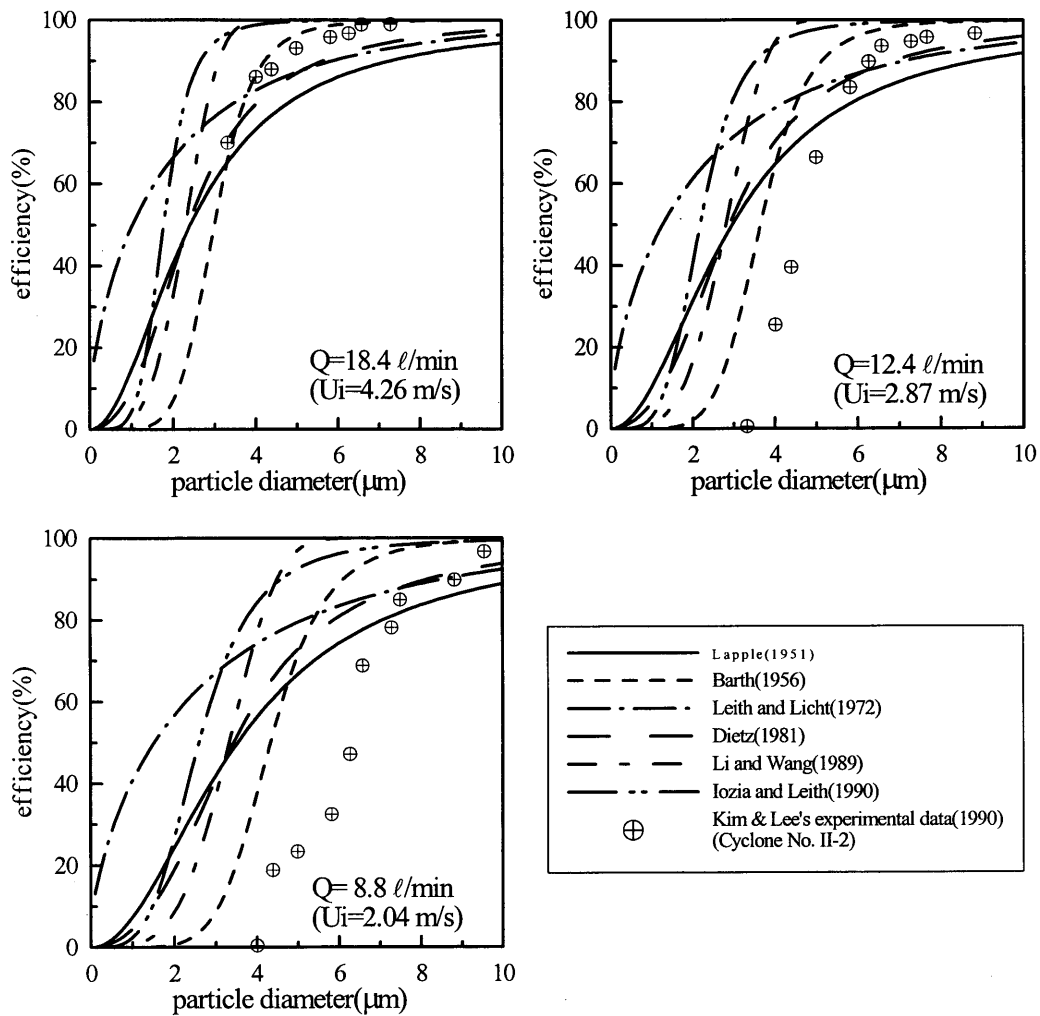 100
80
60
40
20
0
efficiency(%)
Q=18.4 ℓ/min
(Ui=4.26 m/s)
0 2 4 6 8 10
particle diameter(μm)
100
80
60
40
20
0
efficiency(%)
Q=12.4 ℓ/min
(Ui=2.87 m/s)
0 2 4 6 8 10
particle diameter(μm)
100
80
60
40
20
0
efficiency(%)
Q= 8.8 ℓ/min
(Ui=2.04 m/s)
0 2 4 6 8 10
particle diameter(μm)
Lapple(1951)
Barth(1956)
Leith and Licht(1972)
Dietz(1981)
Li and Wang(1989)
Iozia and Leith(1990)
Kim & Lee's experimental data(1990)
(Cyclone No. II-2)